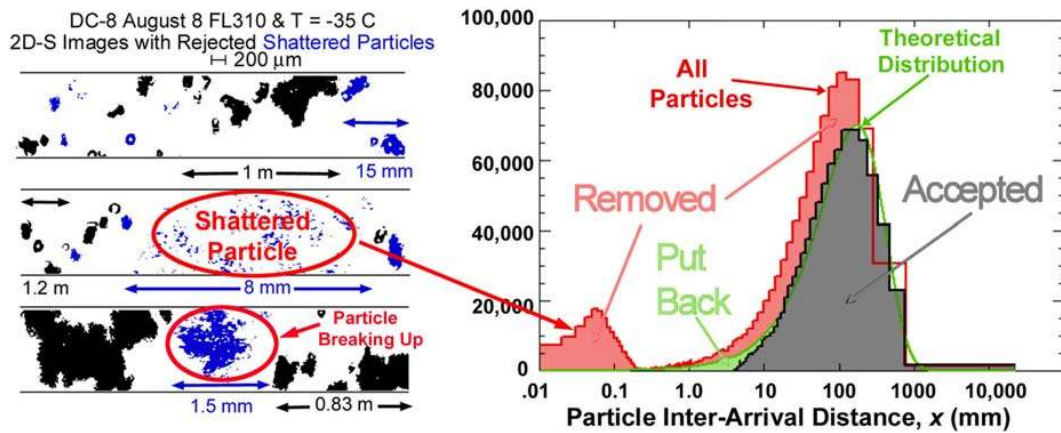 DC-8 August 8 FL310 & T = -35 C
2D-S Images with Rejected Shattered Particles
200 µm
1 m
15 mm
Shattered
Particle
1.2 m
8 mm
Particle
Breaking Up
1.5 mm
0.83 m
100,000
80,000
60,000
40,000
20,000
0
All
Particles
Theoretical
Distribution
Removed
Accepted
Put
Back
.01
0.1
1.0
10
100
1000
10,000
Particle Inter-Arrival Distance, x (mm)